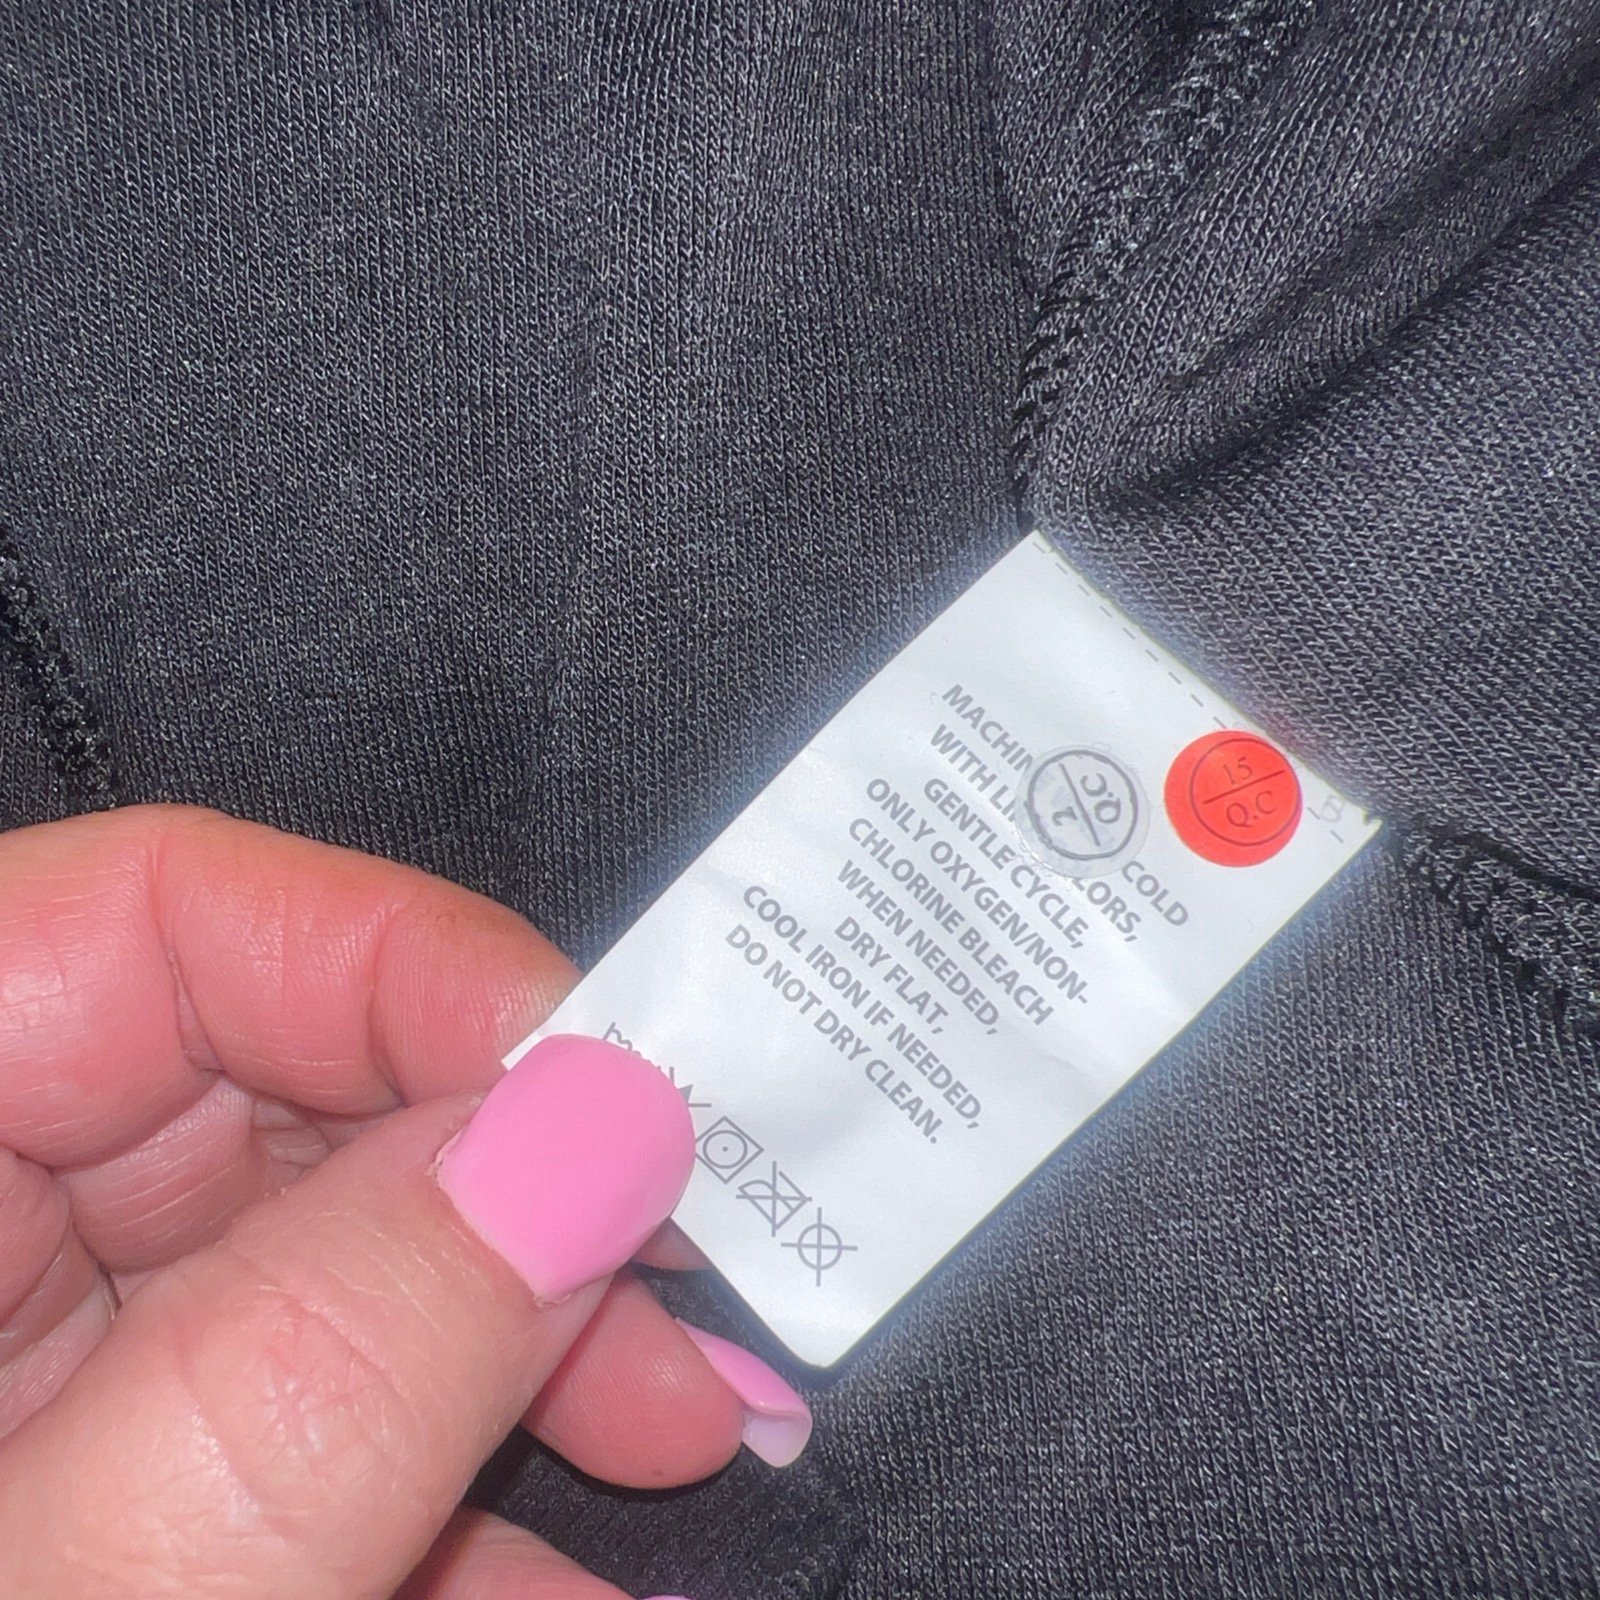 MACHIN COLD
WITH LI LORS,
GENTLE CYCLE,
ONLY OXYGEN/NON-
CHLORINE BLEACH
WHEN NEEDED,
DRY FLAT,
COOL IRON IF NEEDED,
DO NOT DRY CLEAN.
2
Q.C
15
Q.C
B